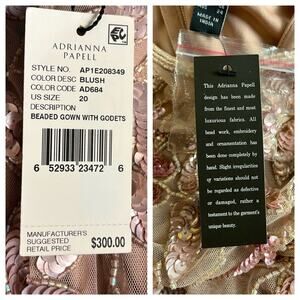 ADRIANNA
PAPELL
STYLE NO. AP1E208349
COLOR DESC BLUSH
COLOR CODE AD684
US SIZE 20
DESCRIPTION
BEADED GOWN WITH GODETS
6 52933 23472 6
MANUFACTURER'S
SUGGESTED
RETAIL PRICE $300.00
MADE IN
INDIA
24
This Adrianna Papell
design has been made
from the finest and most
luxurious fabrics. All
bead work, embroidery
and ornamentation has
been done completely by
hand. Slight irregularities
or variations should not
be regarded as defective
or damaged, rather a
testament to the garment's
unique beauty.